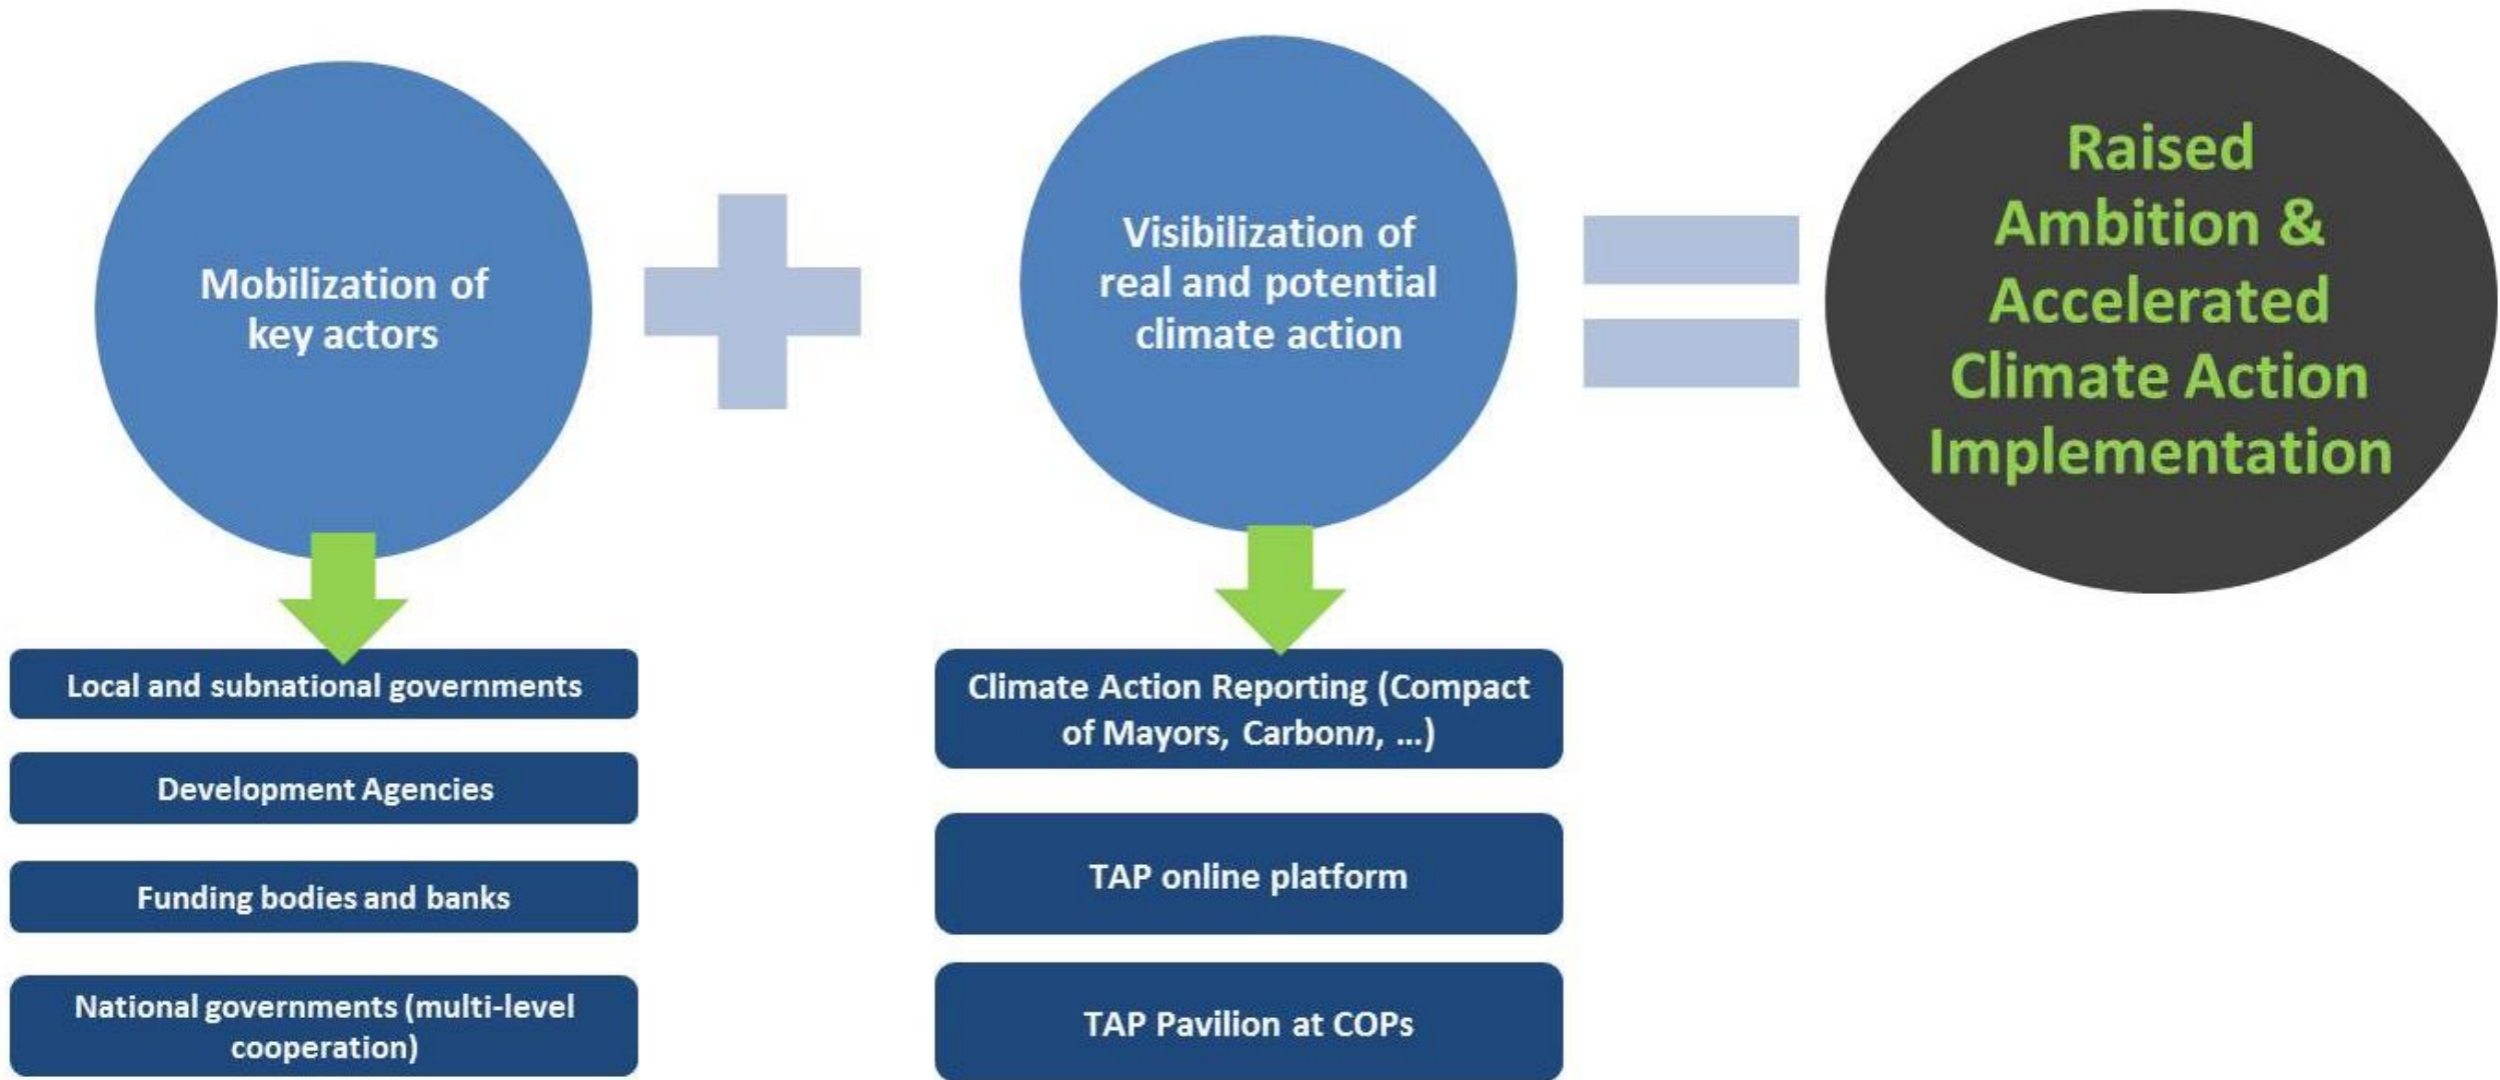 Mobilization of
key actors
Visibilization of
real and potential
climate action
Raised
Ambition &
Accelerated
Climate Action
Implementation
Local and subnational governments
Development Agencies
Funding bodies and banks
National governments (multi-level
cooperation)
Climate Action Reporting (Compact
of Mayors, Carbonn, ...)
TAP online platform
TAP Pavilion at COPs